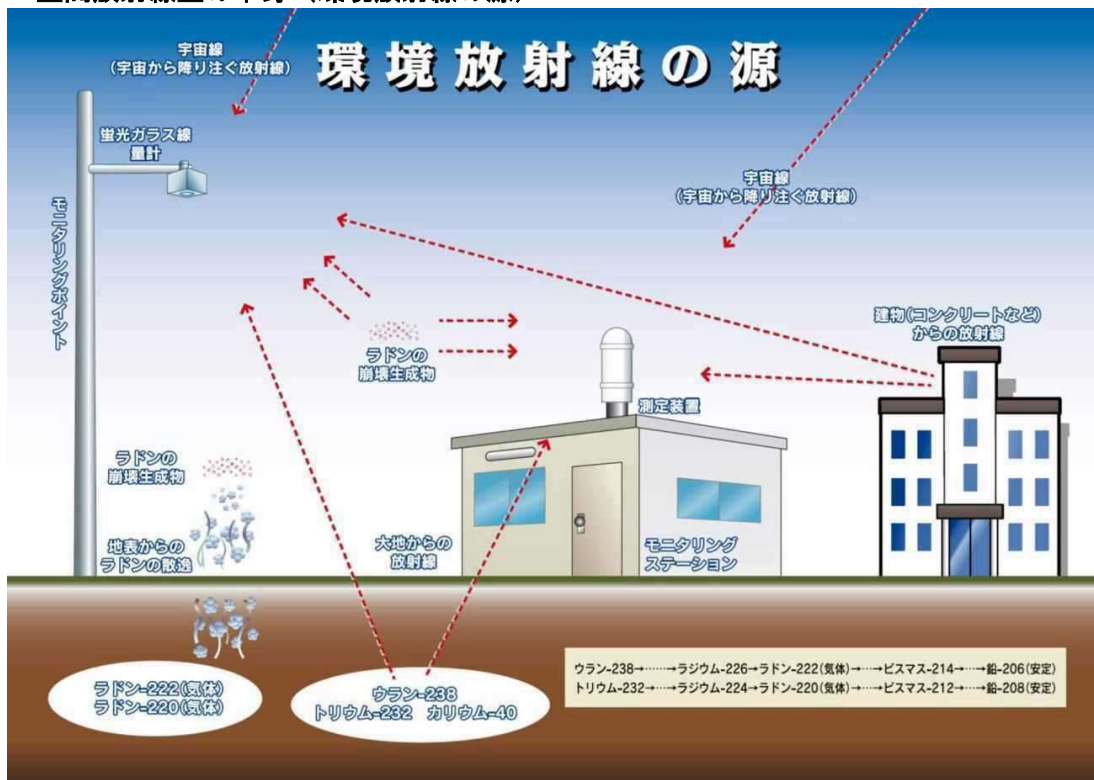 環境放射線の源
宇宙線
(宇宙から降り注ぐ放射線)
蛍光ガラス線
量計
モニタリングポイント
宇宙線
(宇宙から降り注ぐ放射線)
建物(コンクリートなど)
からの放射線
ラドンの
崩壊生成物
測定装置
ラドンの
崩壊生成物
地表からの
ラドンの散逸
大地からの
放射線
モニタリング
ステーション
ラドン-222(気体)
ラドン-220(気体)
ウラン-238
トリウム-232 カリウム-40
ウラン-238→……→ラジウム-226→ラドン-222(気体)→…→ビスマス-214→…→鉛-206(安定)
トリウム-232→…→ラジウム-224→ラドン-220(気体)→…→ビスマス-212→…→鉛-208(安定)